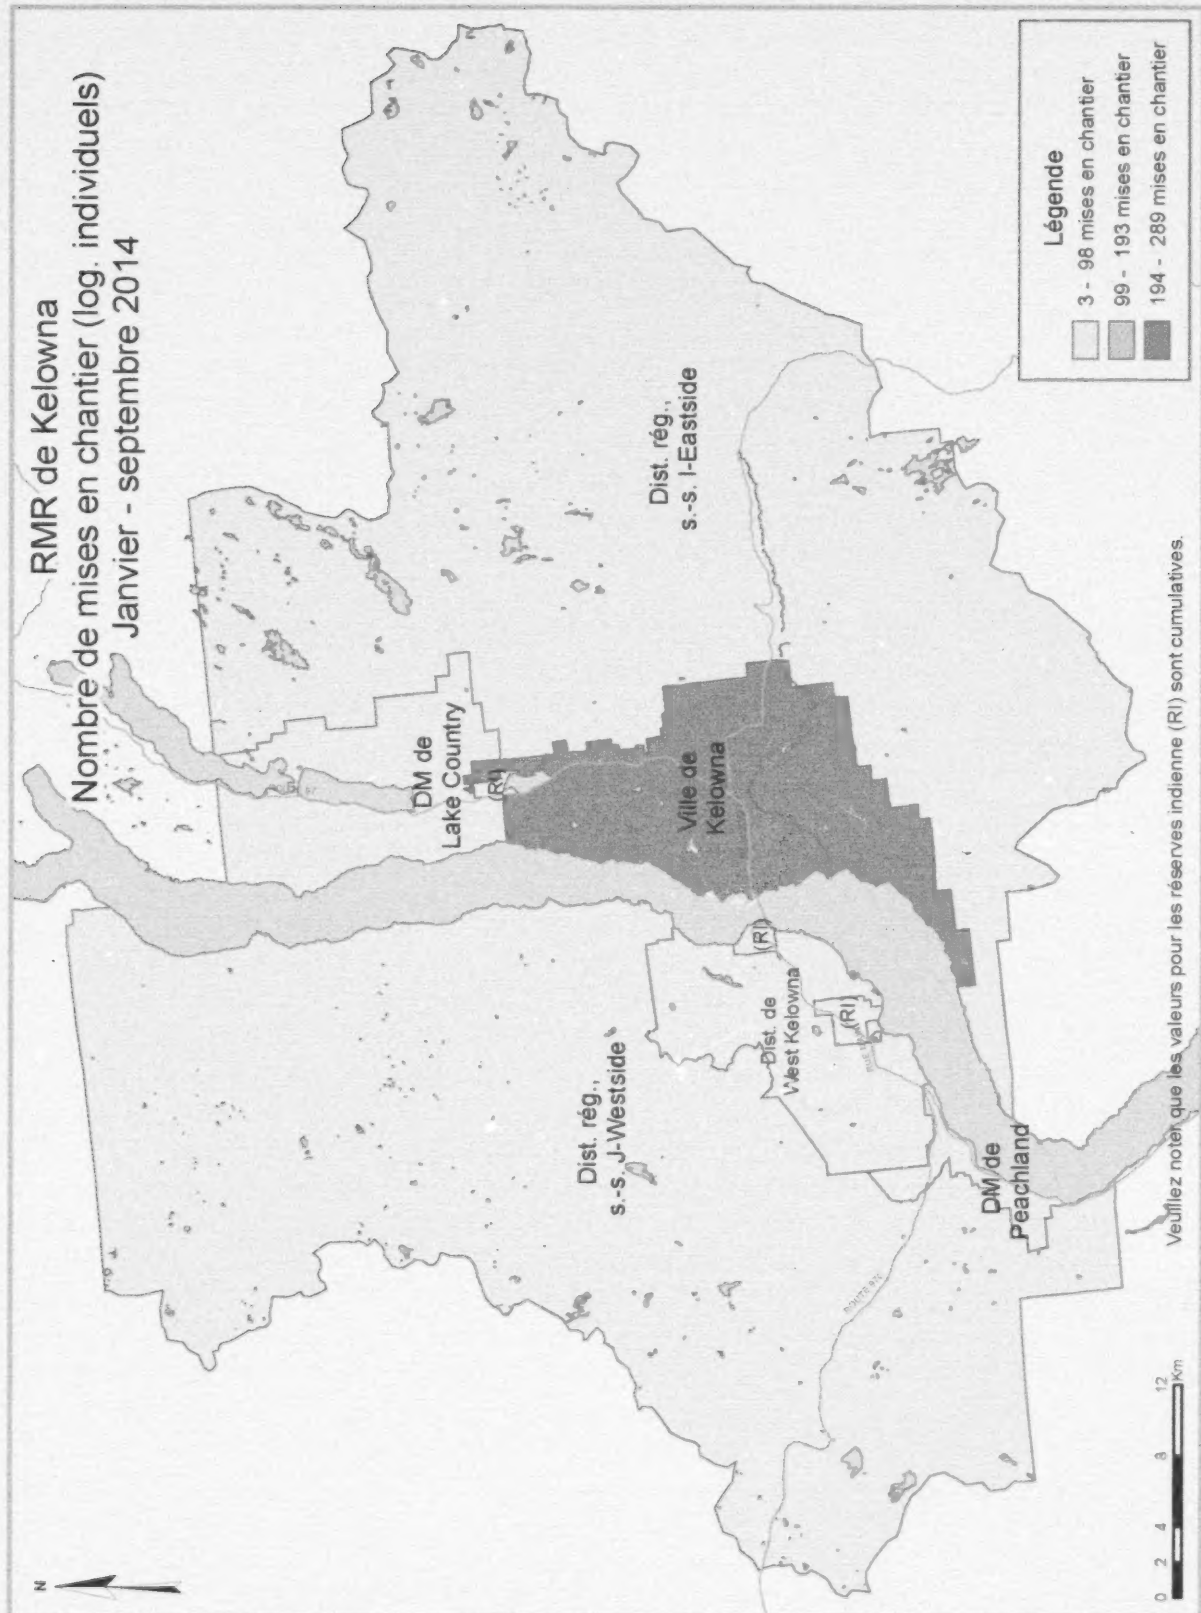 RMR de Kelowna
Nombre de mises en chantier (log. individuels)
Janvier - septembre 2014
N
DM de
Lake Country
(RI)
Ville de
Kelowna
Dist. rég.,
s.-s. I-Eastside
Dist. rég.,
s.-s. J-Westside
(RI)
Dist. de
West Kelowna
(RI)
DM de
Peachland
ROUTE 97C
Légende
3 - 98 mises en chantier
99 - 193 mises en chantier
194 - 289 mises en chantier
0 2 4 8 12
Km
Veuillez noter que les valeurs pour les réserves indienne (RI) sont cumulatives.